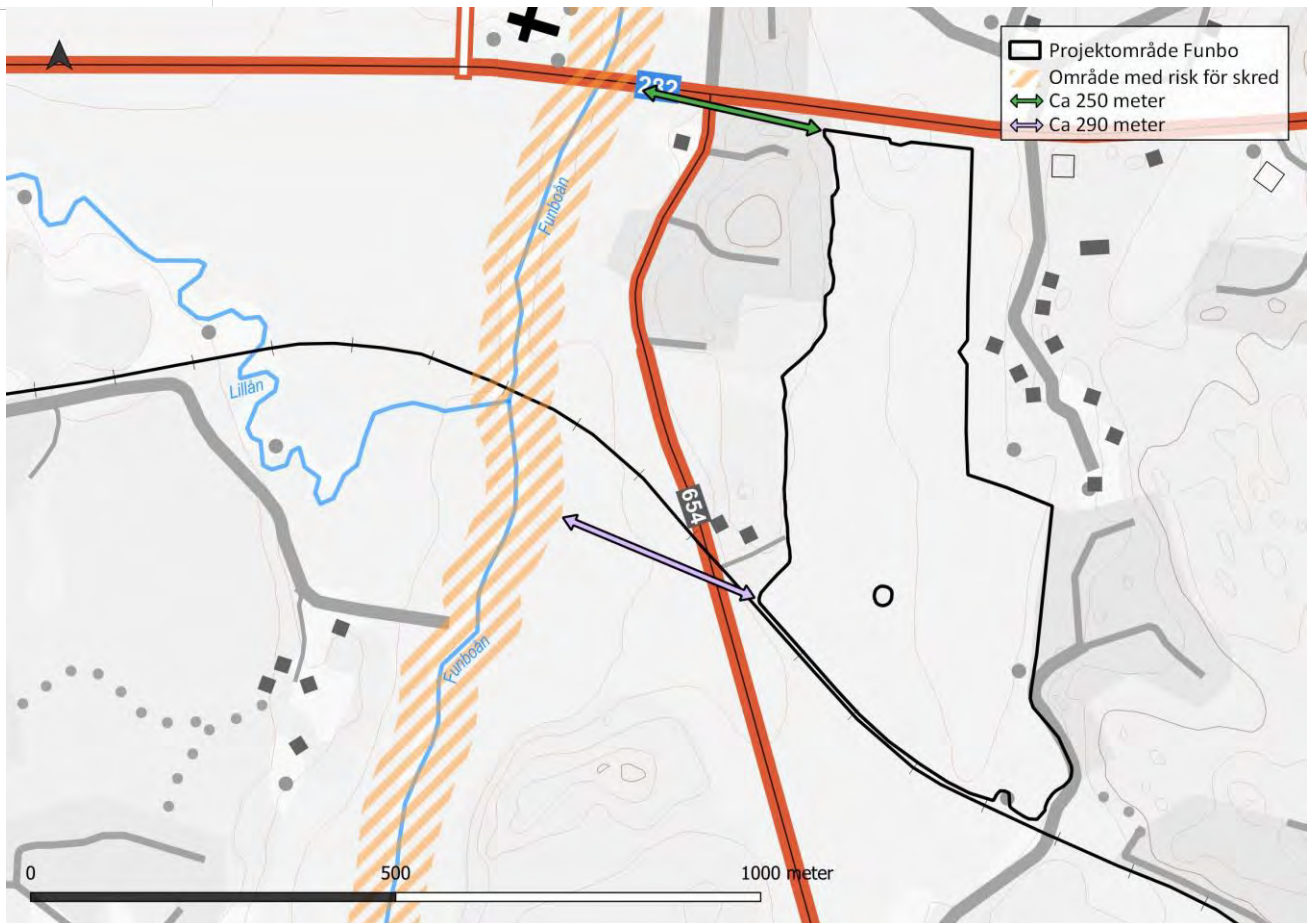 Projektområde Funbo
Område med risk för skred
Ca 250 meter
Ca 290 meter
282
Funboån
Lillån
654
Funboån
0 500 1000 meter